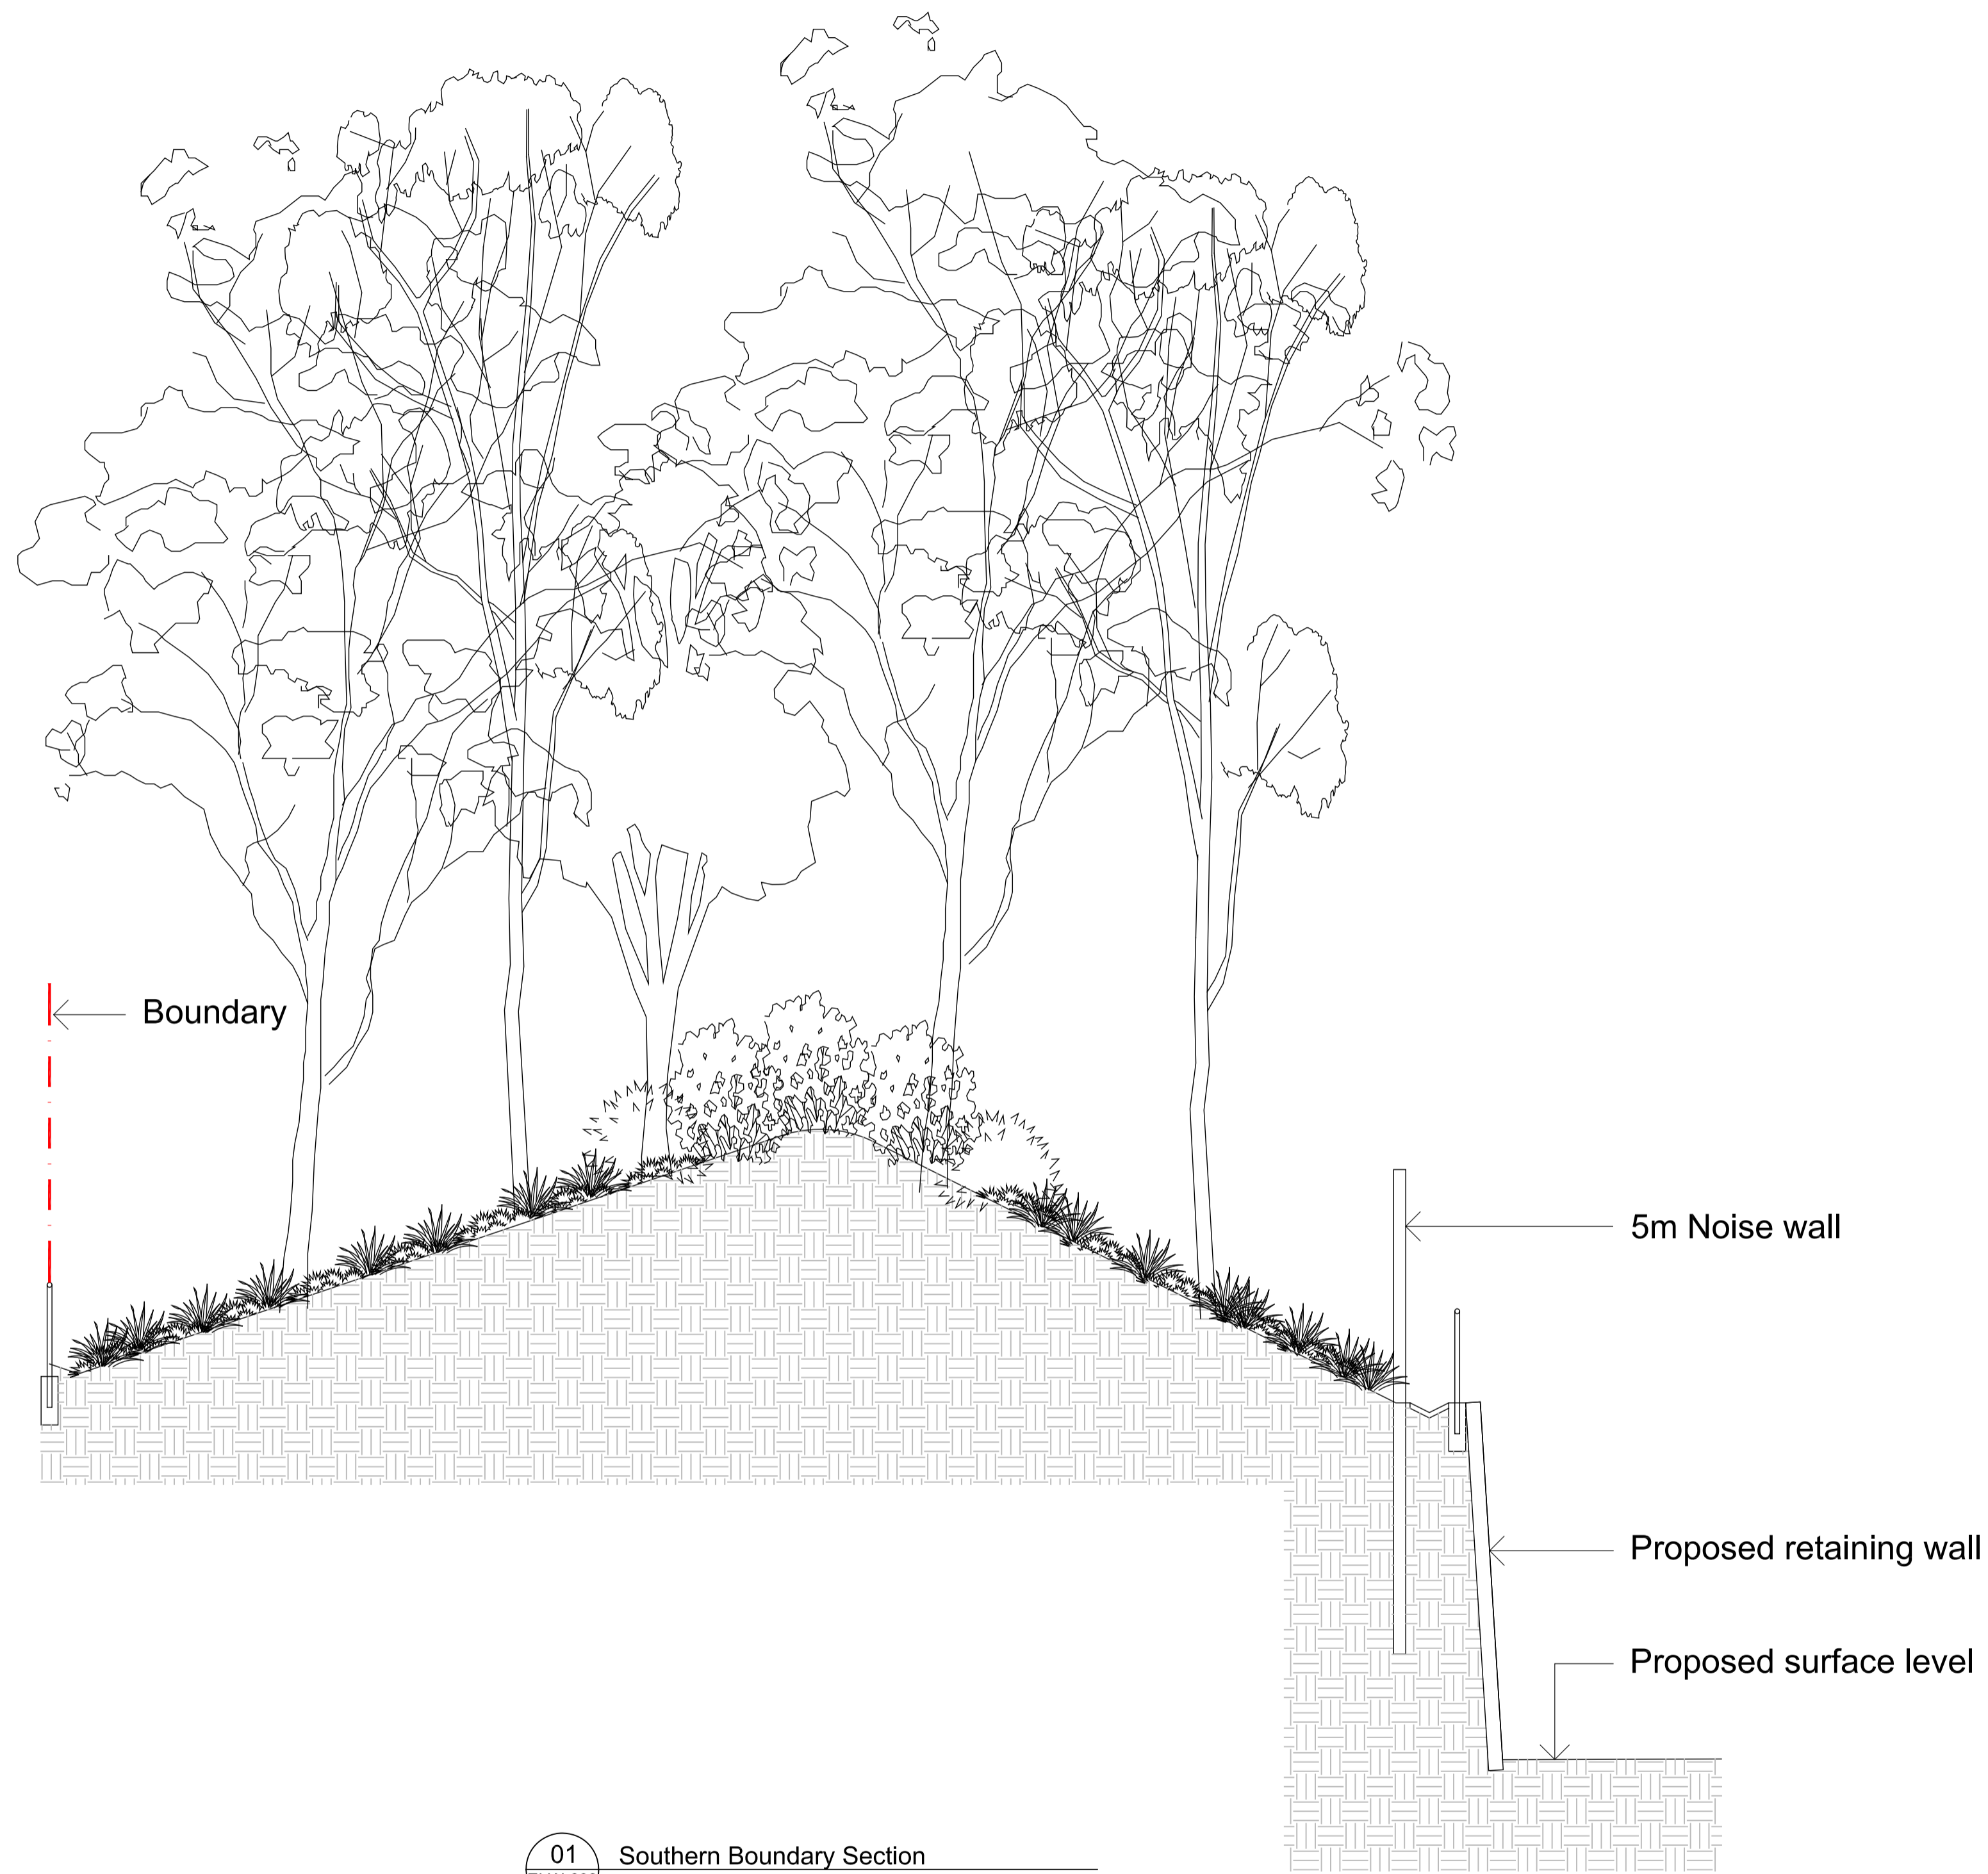 Boundary
5m Noise wall
Proposed retaining wall
Proposed surface level
01
Southern Boundary Section